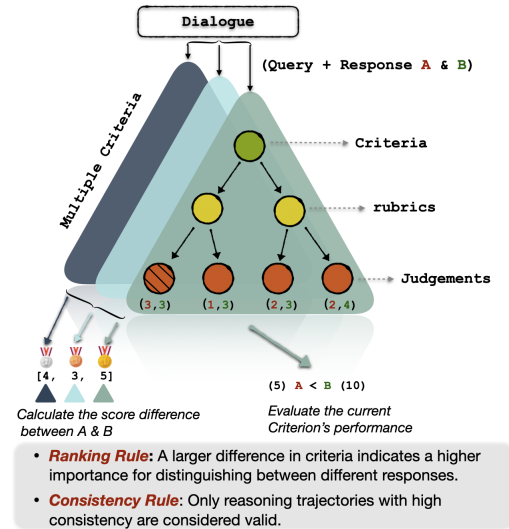 Dialogue
(Query + Response A & B)
Multiple Criteria
Criteria
rubrics
Judgements
(3,3) (1,3) (2,3) (2,4)
[4, 3, 5]
(5) A < B (10)
Calculate the score difference
between A & B
Evaluate the current
Criterion's performance
• Ranking Rule: A larger difference in criteria indicates a higher
importance for distinguishing between different responses.
• Consistency Rule: Only reasoning trajectories with high
consistency are considered valid.